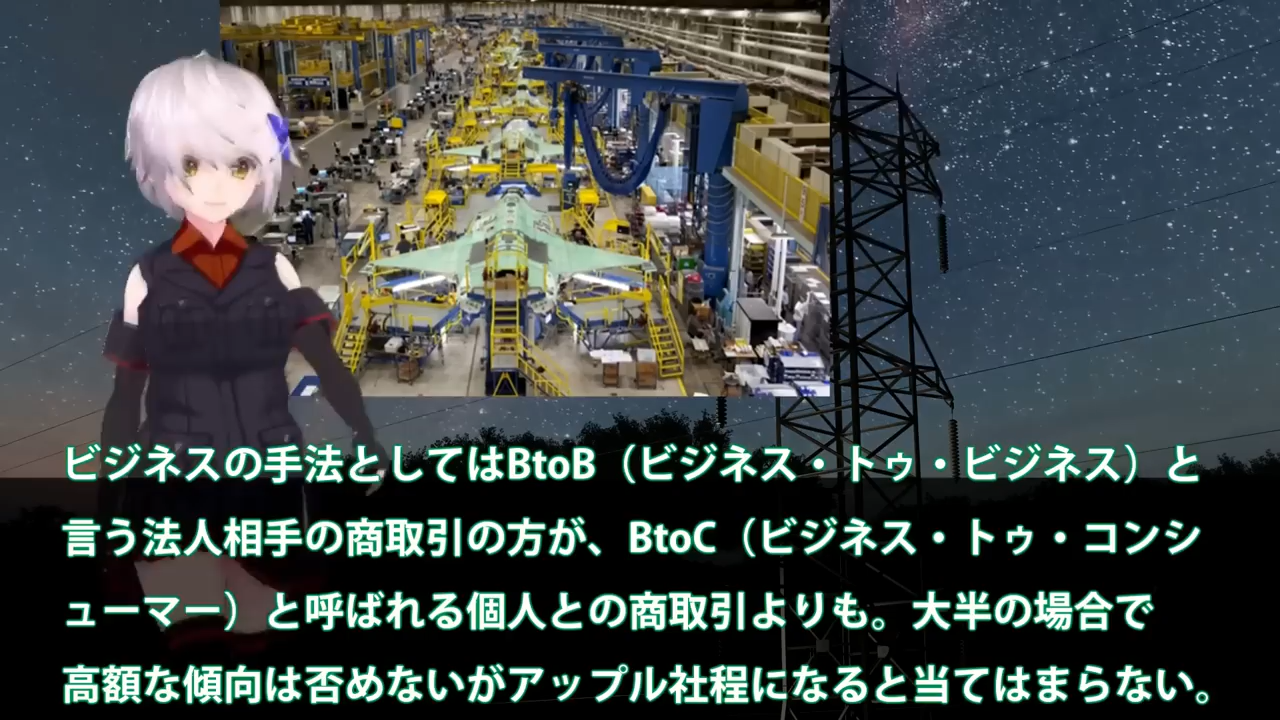 ビジネスの手法としてはBtoB（ビジネス・トゥ・ビジネス）と
言う法人相手の商取引の方が、BtoC（ビジネス・トゥ・コンシ
ューマー）と呼ばれる個人との商取引よりも。大半の場合で
高額な傾向は否めないがアップル社程になると当てはまらない。